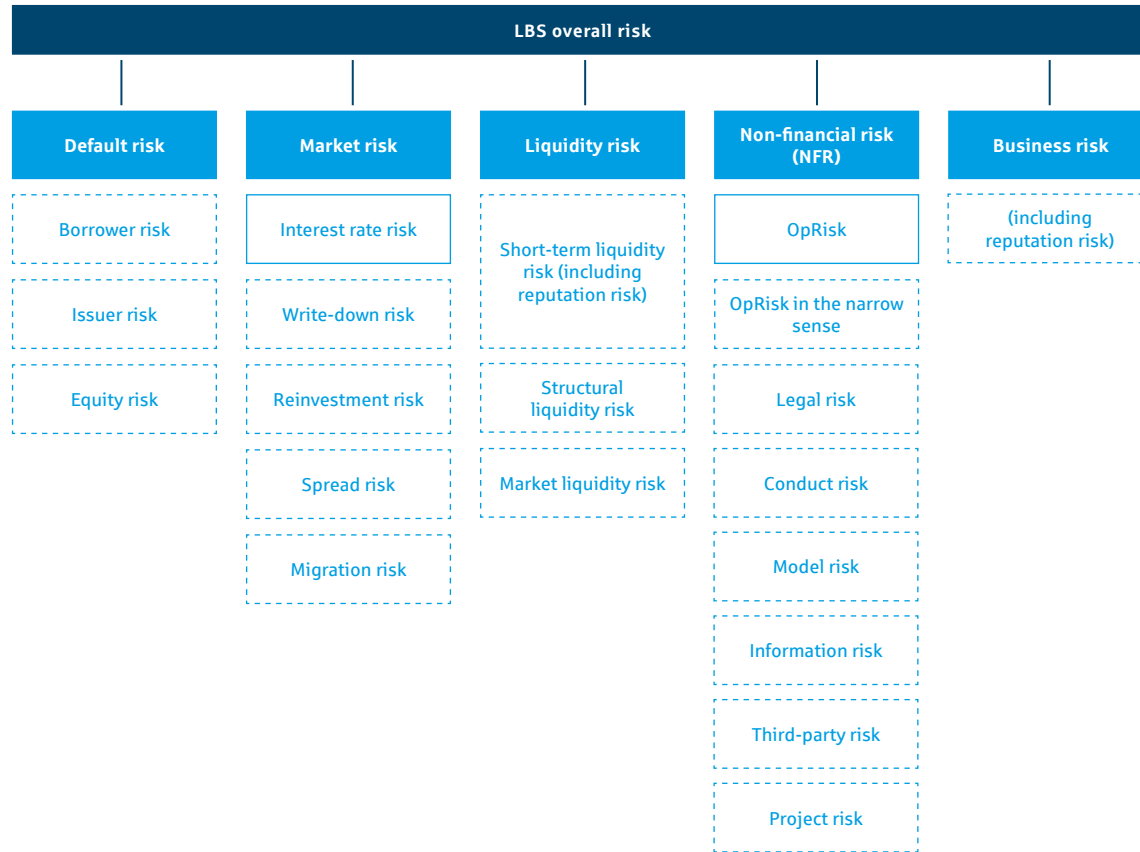 LBS overall risk
Default risk
Borrower risk
Issuer risk
Equity risk
Market risk
Interest rate risk
Write-down risk
Reinvestment risk
Spread risk
Migration risk
Liquidity risk
Short-term liquidity
risk (including
reputation risk)
Structural
liquidity risk
Market liquidity risk
Non-financial risk
(NFR)
OpRisk
OpRisk in the narrow
sense
Legal risk
Conduct risk
Model risk
Information risk
Third-party risk
Project risk
Business risk
(including
reputation risk)